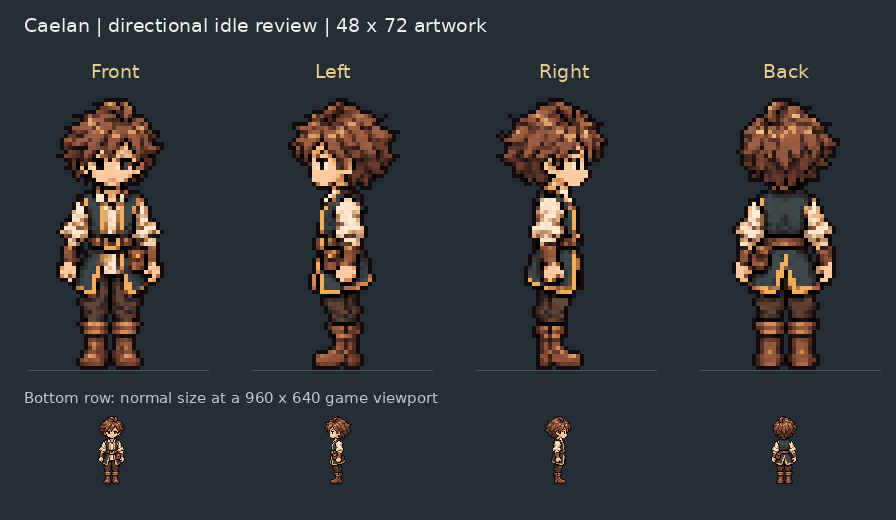 Caelan | directional idle review | 48 x 72 artwork
Front Left Right Back
Bottom row: normal size at a 960 x 640 game viewport